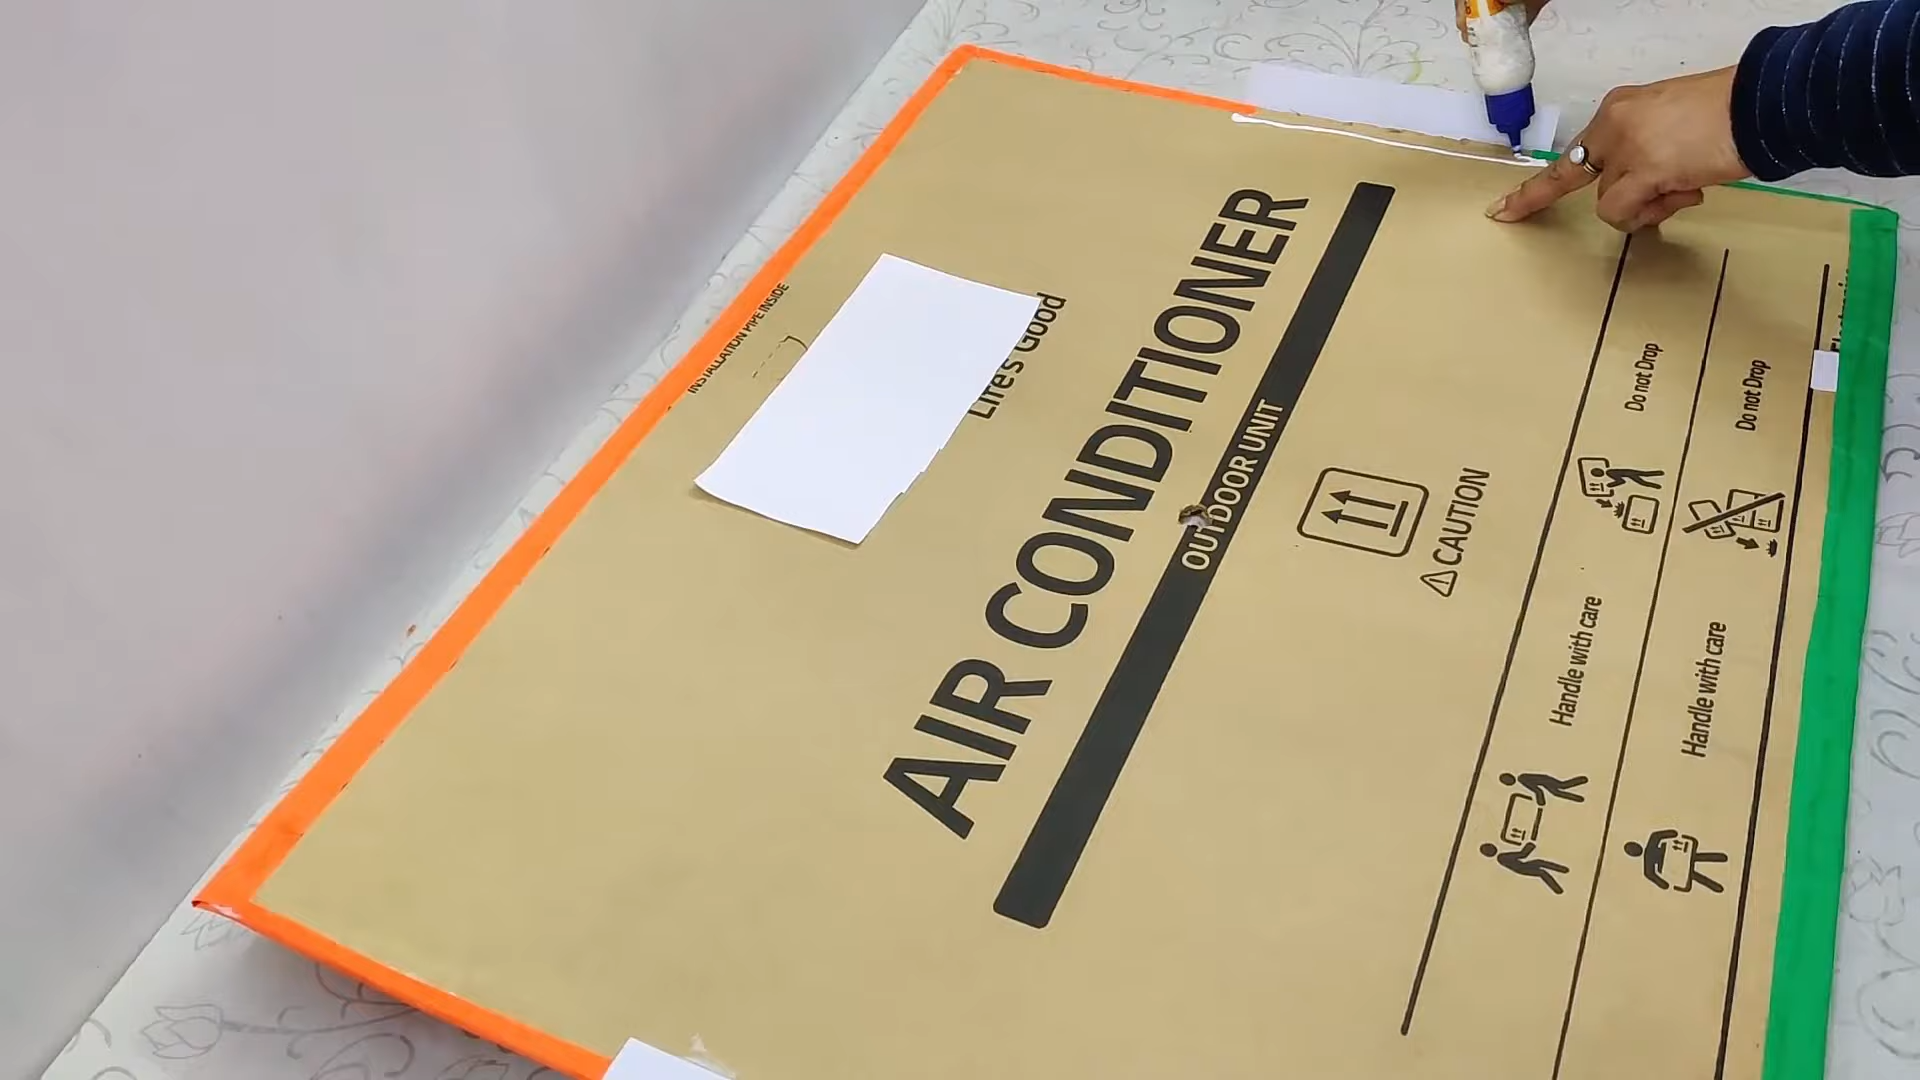 INSTALLATION PIPE INSIDE
Life's Good
AIR CONDITIONER
OUTDOOR UNIT
CAUTION
Handle with care
Do not Drop
Handle with care
Do not Drop